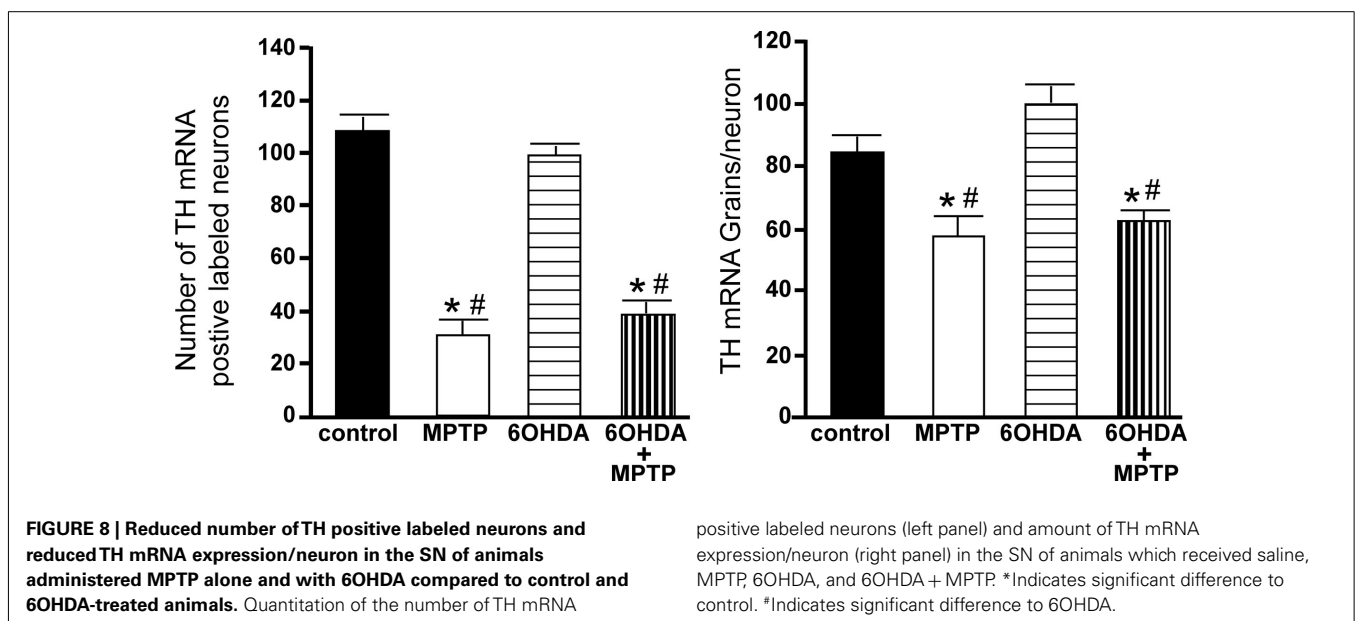 140
120
100
80
60
40
20
0
Number of TH mRNA
postive labeled neurons
* #
* #
control
MPTP
6OHDA
6OHDA
+
MPTP
120
100
80
60
40
20
0
TH mRNA Grains/neuron
* #
* #
control
MPTP
6OHDA
6OHDA
+
MPTP
FIGURE 8 | Reduced number of TH positive labeled neurons and
reduced TH mRNA expression/neuron in the SN of animals
administered MPTP alone and with 6OHDA compared to control and
6OHDA-treated animals. Quantitation of the number of TH mRNA
positive labeled neurons (left panel) and amount of TH mRNA
expression/neuron (right panel) in the SN of animals which received saline,
MPTP, 6OHDA, and 6OHDA + MPTP. *Indicates significant difference to
control. #Indicates significant difference to 6OHDA.